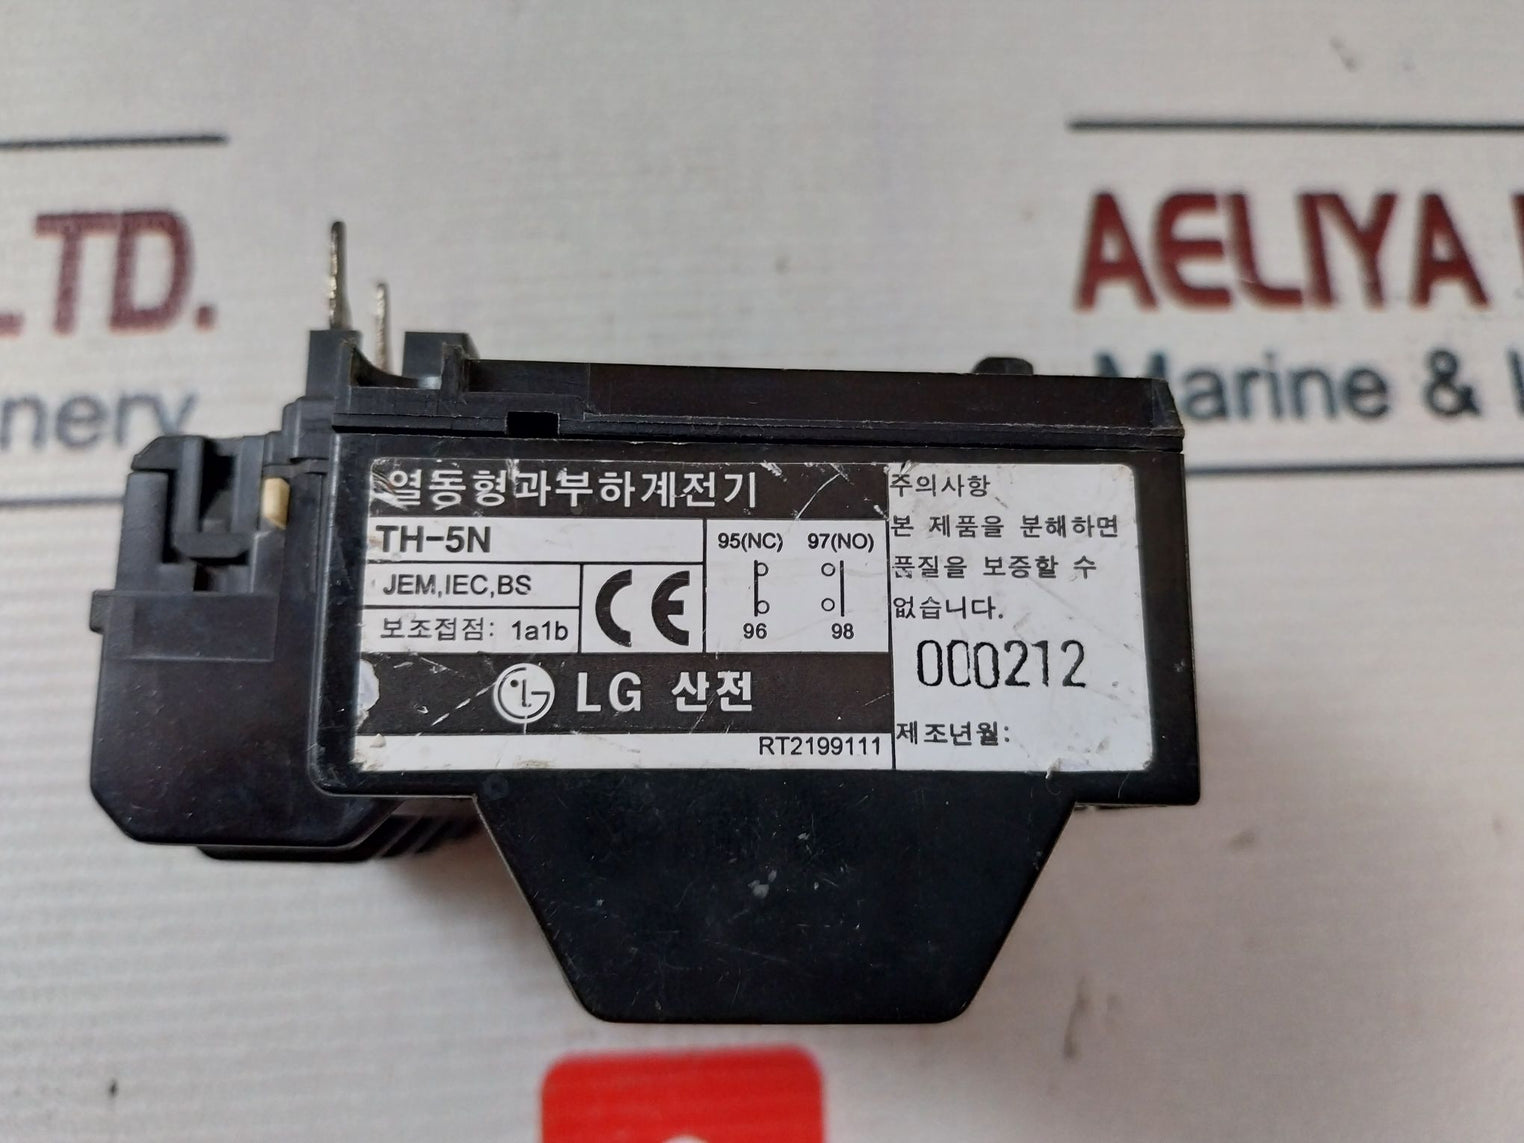 LTD.
AELIYA
Marine &
nery
열동형과부하계전기
TH-5N
JEM,IEC,BS
보조접점: 1a1b
CE
95(NC) 97(NO)
96 98
LG 산전
RT2199111
주의사항
본 제품을 분해하면
품질을 보증할 수
없습니다.
000212
제조년월: